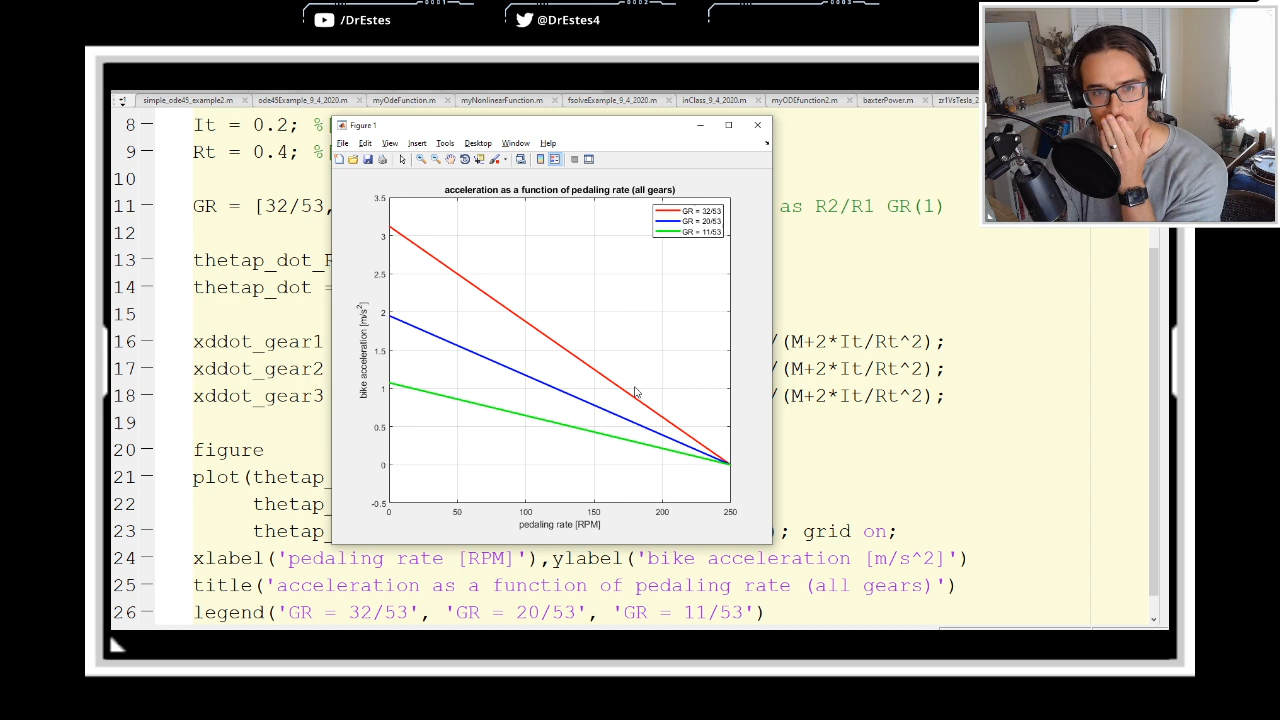 0001
0002
0003
/DrEstes
@DrEstes4
simple_ode45_example2.m
ode45Example_9_4_2020.m
myOdeFunction.m
myNonlinearFunction.m
fsolveExample_9_4_2020.m
inClass_9_4_2020.m
myODEfunction2.m
baxterPower.m
zr1VsTesla_2
8 It = 0.2; %
9 Rt = 0.4; %
10
11 GR = [32/53, as R2/R1 GR(1)
12
13 thetap_dot_
14 thetap_dot =
15
16 xddot_gear1 /(M+2*It/Rt^2);
17 xddot_gear2 /(M+2*It/Rt^2);
18 xddot_gear3 /(M+2*It/Rt^2);
19
20 figure
21 plot(thetap_
22 thetap_
23 thetap_ ); grid on;
24 xlabel('pedaling rate [RPM]'),ylabel('bike acceleration [m/s^2]')
25 title('acceleration as a function of pedaling rate (all gears)')
26 legend('GR = 32/53', 'GR = 20/53', 'GR = 11/53')
Figure 1
File Edit View Insert Tools Desktop Window Help
acceleration as a function of pedaling rate (all gears)
GR = 32/53
GR = 20/53
GR = 11/53
bike acceleration [m/s²]
3.5
3
2.5
2
1.5
1
0.5
0
-0.5
0 50 100 150 200 250
pedaling rate [RPM]